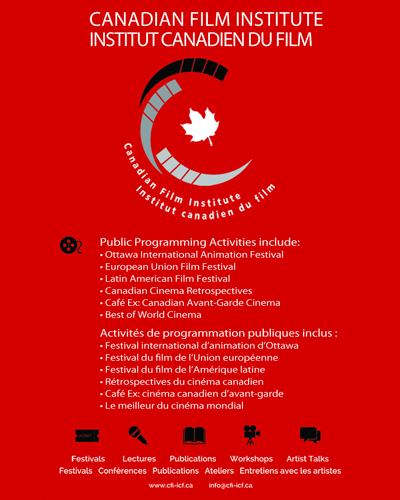 CANADIAN FILM INSTITUTE
INSTITUT CANADIEN DU FILM
Canadian Film Institute
Institut canadien du film
Public Programming Activities include:
• Ottawa International Animation Festival
• European Union Film Festival
• Latin American Film Festival
• Canadian Cinema Retrospectives
• Café Ex: Canadian Avant-Garde Cinema
• Best of World Cinema
Activités de programmation publiques inclus :
• Festival international d'animation d'Ottawa
• Festival du film de l'Union européenne
• Festival du film de l'Amérique latine
• Rétrospectives du cinéma canadien
• Café Ex: cinéma canadien d'avant-garde
• Le meilleur du cinéma mondial
Festivals Lectures Publications Workshops Artist Talks
Festivals Conférences Publications Ateliers Entretiens avec les artistes
www.cfi-icf.ca info@cfi-icf.ca